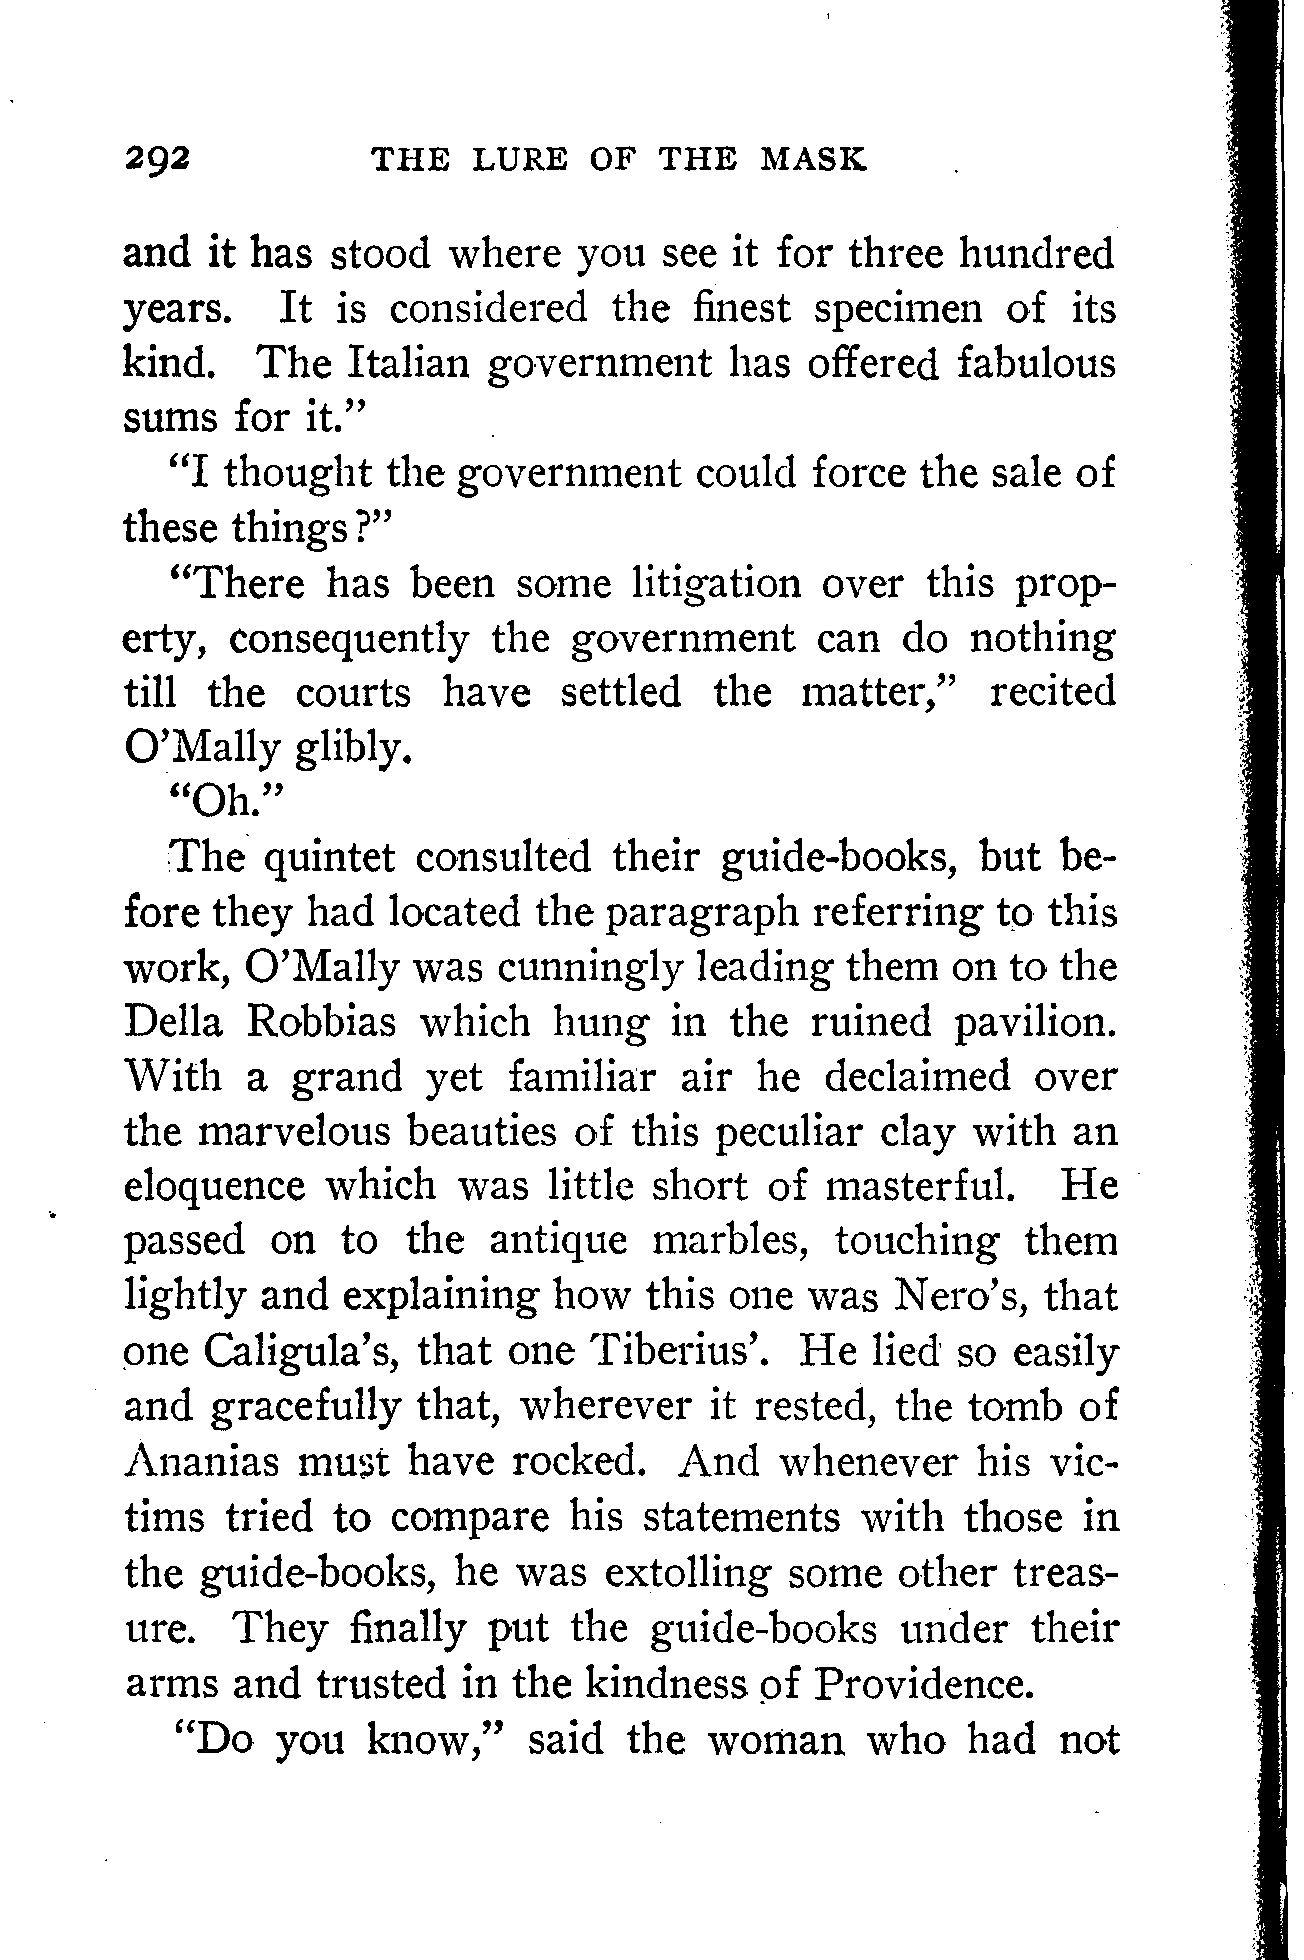 292 THE LURE OF THE MASK
and it has stood where you see it for three hundred
years. It is considered the finest specimen of its
kind. The Italian government has offered fabulous
sums for it."
"I thought the government could force the sale of
these things?"
"There has been some litigation over this prop-
erty, consequently the government can do nothing
till the courts have settled the matter," recited
O'Mally glibly.
"Oh."
The quintet consulted their guide-books, but be-
fore they had located the paragraph referring to this
work, O'Mally was cunningly leading them on to the
Della Robbias which hung in the ruined pavilion.
With a grand yet familiar air he declaimed over
the marvelous beauties of this peculiar clay with an
eloquence which was little short of masterful. He
passed on to the antique marbles, touching them
lightly and explaining how this one was Nero's, that
one Caligula's, that one Tiberius'. He lied so easily
and gracefully that, wherever it rested, the tomb of
Ananias must have rocked. And whenever his vic-
tims tried to compare his statements with those in
the guide-books, he was extolling some other treas-
ure. They finally put the guide-books under their
arms and trusted in the kindness of Providence.
"Do you know," said the woman who had not